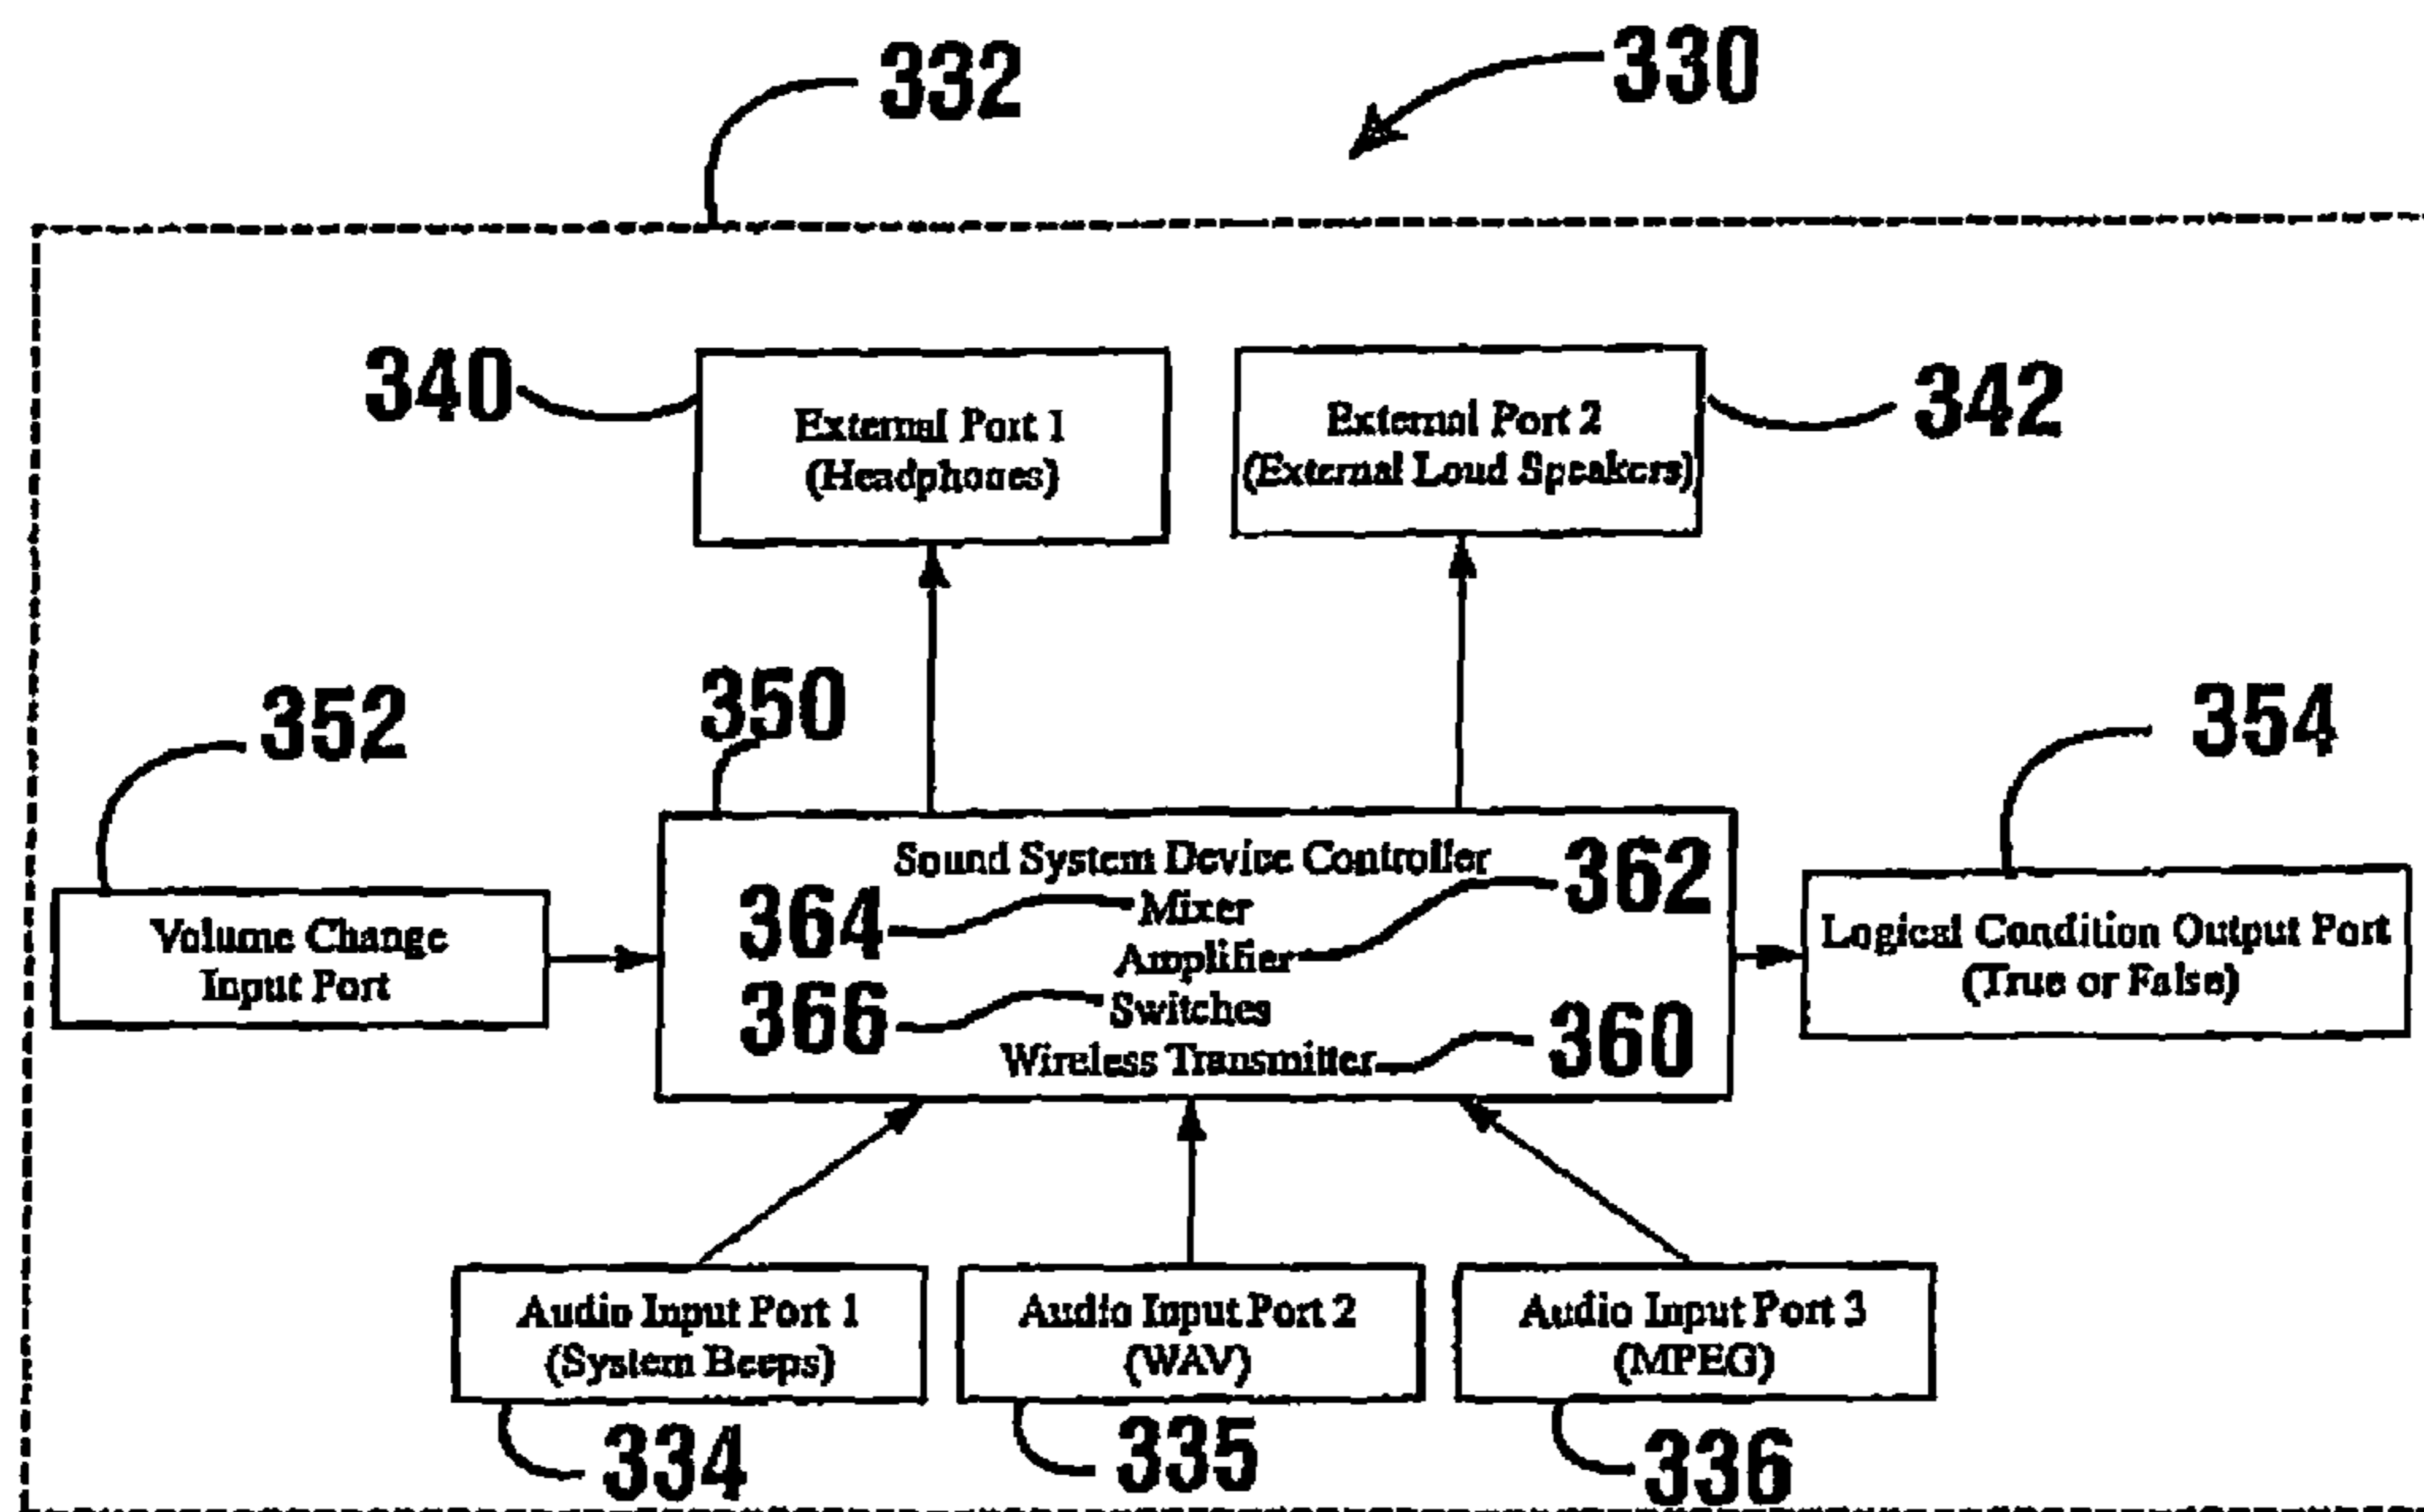 332
330
340
External Port 1
(Headphones)
External Port 2
(External Loud Speakers)
342
352
350
354
Volume Change
Input Port
Sound System Device Controller
362
364
Mixer
Amplifier
366
Switches
Wireless Transmitter
360
Logical Condition Output Port
(True or False)
Audio Input Port 1
(System Beeps)
Audio Input Port 2
(WAV)
Audio Input Port 3
(MPEG)
334
335
336